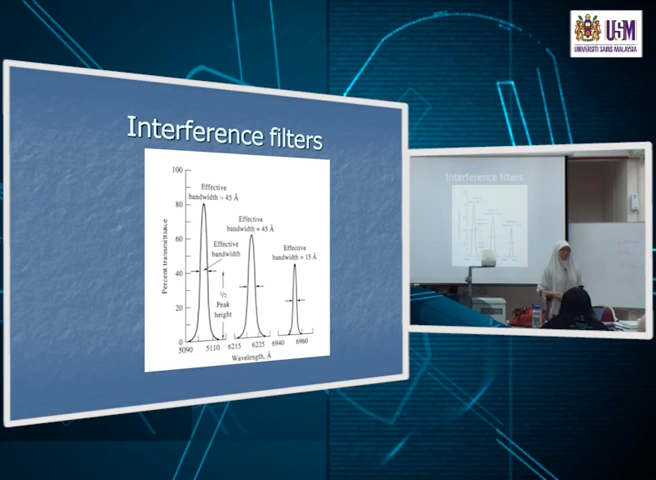 USM
UNIVERSITI SAINS MALAYSIA
Interference filters
100
Effective
bandwidth = 45 Å
80
Effective
bandwidth = 45 Å
Effective
bandwidth
Effective
bandwidth = 15 Å
60
Percent transmittance
40
1/2
Peak
height
20
0
5090 5110 6215 6225 6940 6960
Wavelength, Å
Interference filters